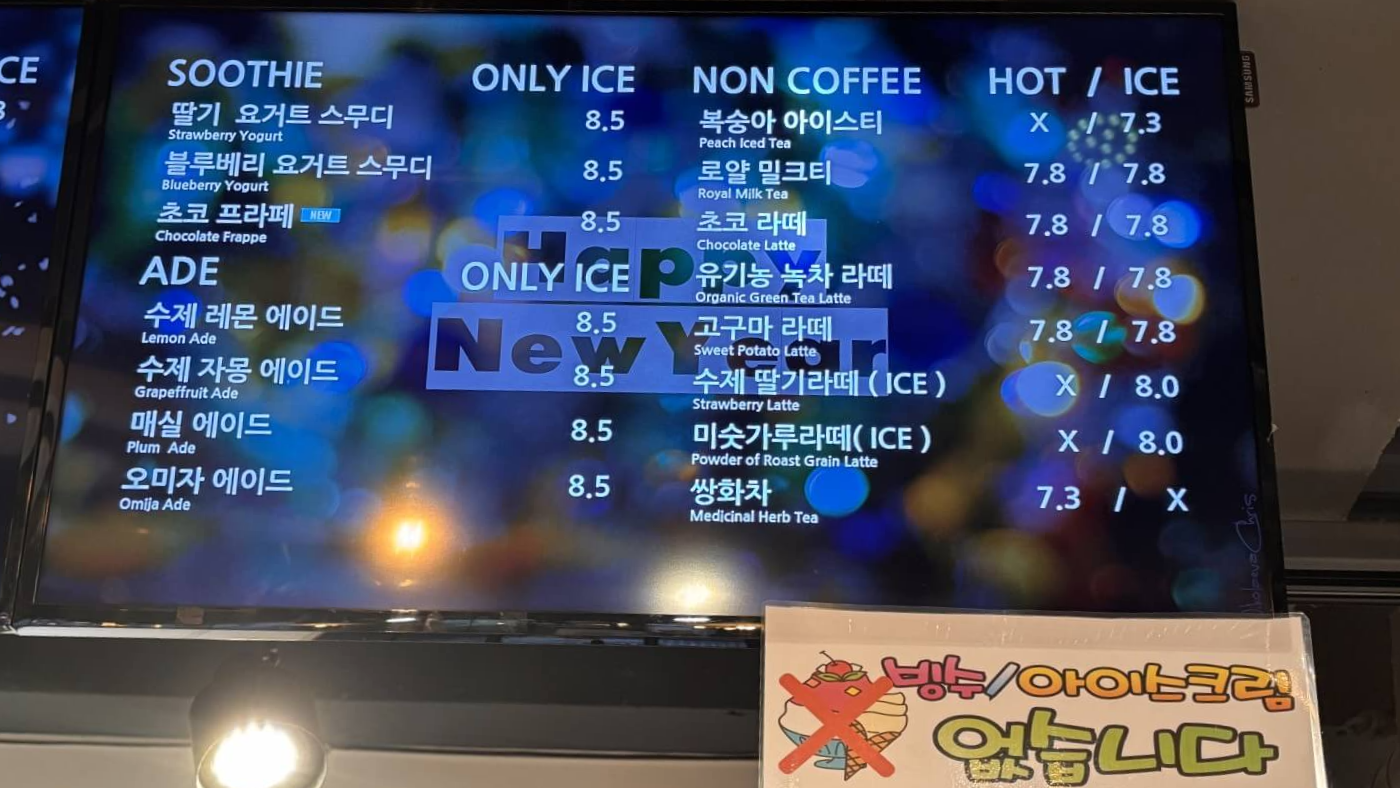 CE
SOOTHIE ONLY ICE
딸기 요거트 스무디 8.5
Strawberry Yogurt
블루베리 요거트 스무디 8.5
Blueberry Yogurt
초코 프라페 NEW 8.5
Chocolate Frappe
ADE ONLY ICE
수제 레몬 에이드 8.5
Lemon Ade
수제 자몽 에이드 8.5
Grapeffruit Ade
매실 에이드 8.5
Plum Ade
오미자 에이드 8.5
Omija Ade
Happy
New Year
NON COFFEE HOT / ICE
복숭아 아이스티 X / 7.3
Peach Iced Tea
로얄 밀크티 7.8 / 7.8
Royal Milk Tea
초코 라떼 7.8 / 7.8
Chocolate Latte
유기농 녹차 라떼 7.8 / 7.8
Organic Green Tea Latte
고구마 라떼 7.8 / 7.8
Sweet Potato Latte
수제 딸기라떼 ( ICE ) X / 8.0
Strawberry Latte
미숫가루라떼( ICE ) X / 8.0
Powder of Roast Grain Latte
쌍화차 7.3 / X
Medicinal Herb Tea
SAMSUNG
빙수/아이스크림
없습니다